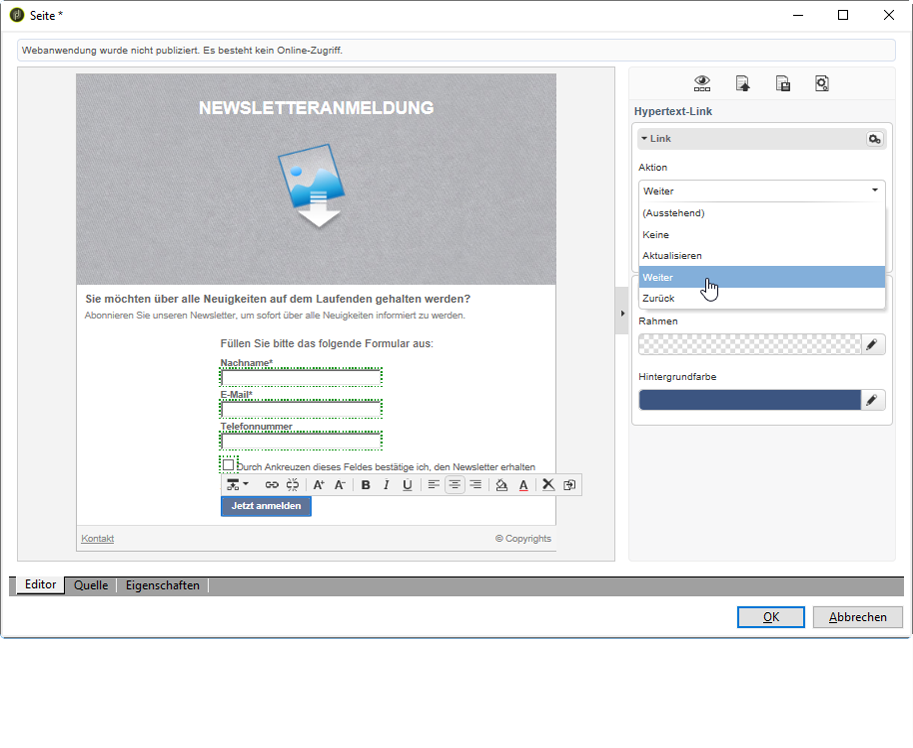 Seite *
Webanwendung wurde nicht publiziert. Es besteht kein Online-Zugriff.
NEWSLETTERANMELDUNG
Sie möchten über alle Neuigkeiten auf dem Laufenden gehalten werden?
Abonnieren Sie unseren Newsletter, um sofort über alle Neuigkeiten informiert zu werden.
Füllen Sie bitte das folgende Formular aus:
Nachname*
E-Mail*
Telefonnummer
Durch Ankreuzen dieses Feldes bestätige ich, den Newsletter erhalten
A+ A- B I U A
Jetzt anmelden
Kontakt
© Copyrights
Hypertext-Link
Link
Aktion
Weiter
(Ausstehend)
Keine
Aktualisieren
Weiter
Zurück
Rahmen
Hintergrundfarbe
Editor Quelle Eigenschaften
OK Abbrechen